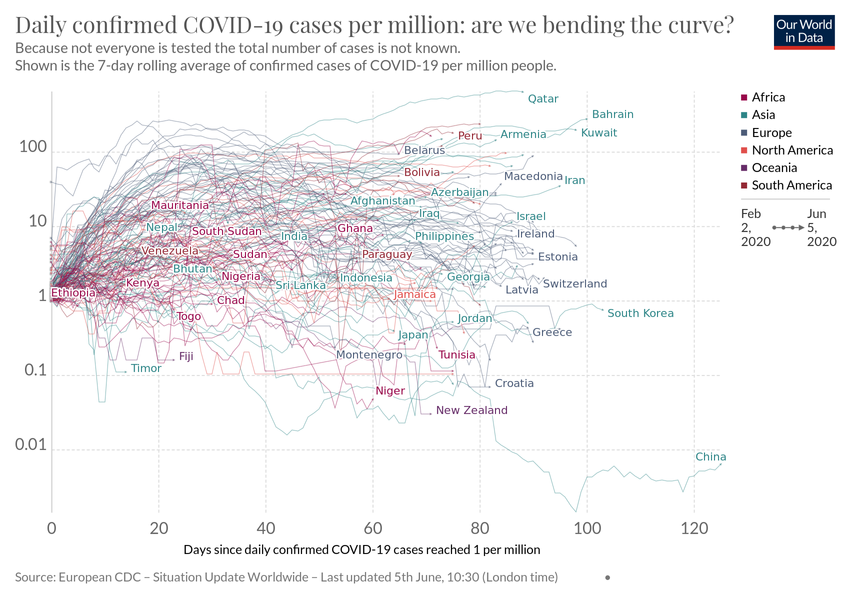 Daily confirmed COVID-19 cases per million: are we bending the curve?
Because not everyone is tested the total number of cases is not known.
Shown is the 7-day rolling average of confirmed cases of COVID-19 per million people.
Our World
in Data
Qatar
Bahrain
Kuwait
Armenia
Peru
Belarus
Bolivia
Macedonia
Iran
Azerbaijan
Afghanistan
Mauritania
Iraq
Israel
Nepal
South Sudan
India
Ghana
Philippines
Ireland
Venezuela
Sudan
Paraguay
Estonia
Bhutan
Nigeria
Indonesia
Georgia
Kenya
Sri Lanka
Switzerland
Latvia
Ethiopia
Chad
Jamaica
Togo
Jordan
South Korea
Japan
Greece
Fiji
Montenegro
Tunisia
Timor
Croatia
Niger
New Zealand
China
100
10
1
0.1
0.01
0
20
40
60
80
100
120
Days since daily confirmed COVID-19 cases reached 1 per million
Africa
Asia
Europe
North America
Oceania
South America
Feb
2,
2020
Jun
5,
2020
Source: European CDC – Situation Update Worldwide – Last updated 5th June, 10:30 (London time)